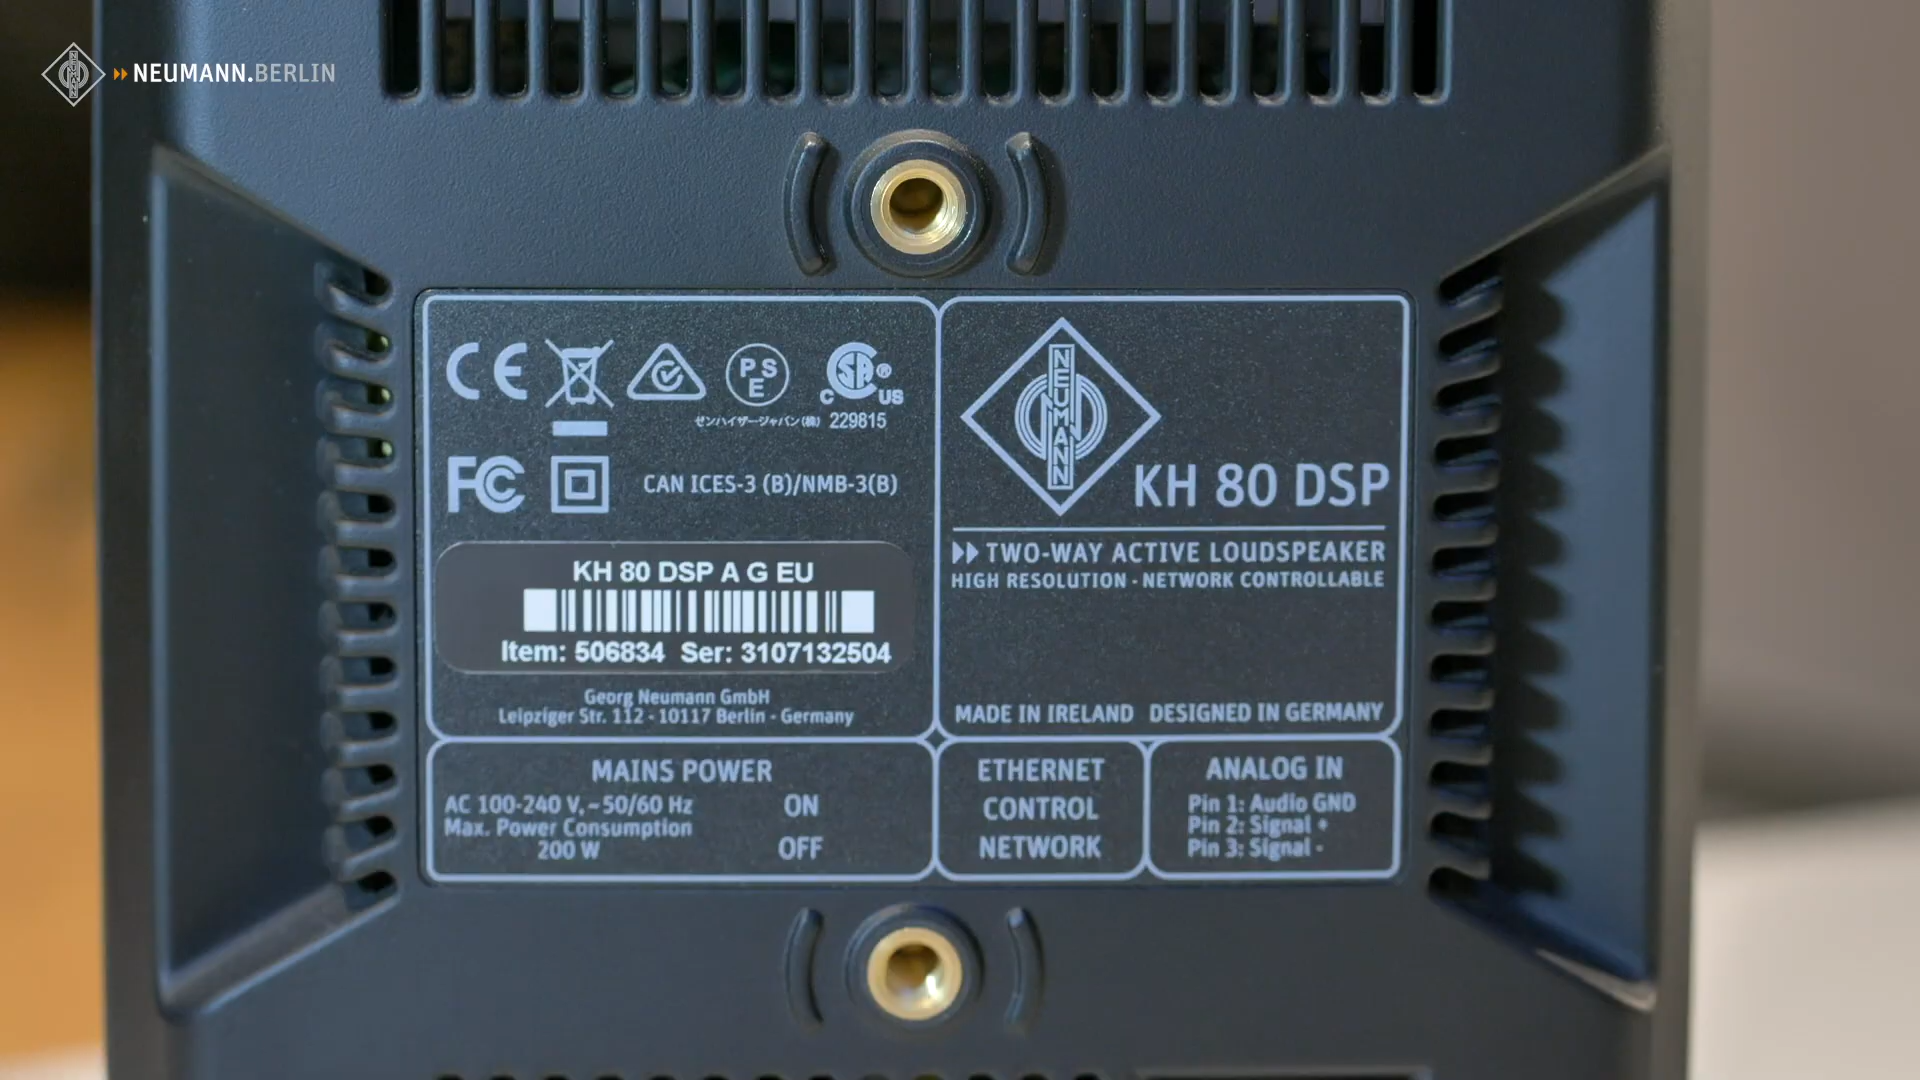 NEUMANN.BERLIN
CE
PSE
C SP ® US
ゼンハイザージャパン(株) 229815
FC
CAN ICES-3 (B)/NMB-3(B)
KH 80 DSP A G EU
Item: 506834 Ser: 3107132504
Georg Neumann GmbH
Leipziger Str. 112 - 10117 Berlin - Germany
NEUMANN
KH 80 DSP
TWO-WAY ACTIVE LOUDSPEAKER
HIGH RESOLUTION - NETWORK CONTROLLABLE
MADE IN IRELAND DESIGNED IN GERMANY
MAINS POWER
AC 100-240 V, ~ 50/60 Hz
Max. Power Consumption
200 W
ON
OFF
ETHERNET
CONTROL
NETWORK
ANALOG IN
Pin 1: Audio GND
Pin 2: Signal +
Pin 3: Signal -